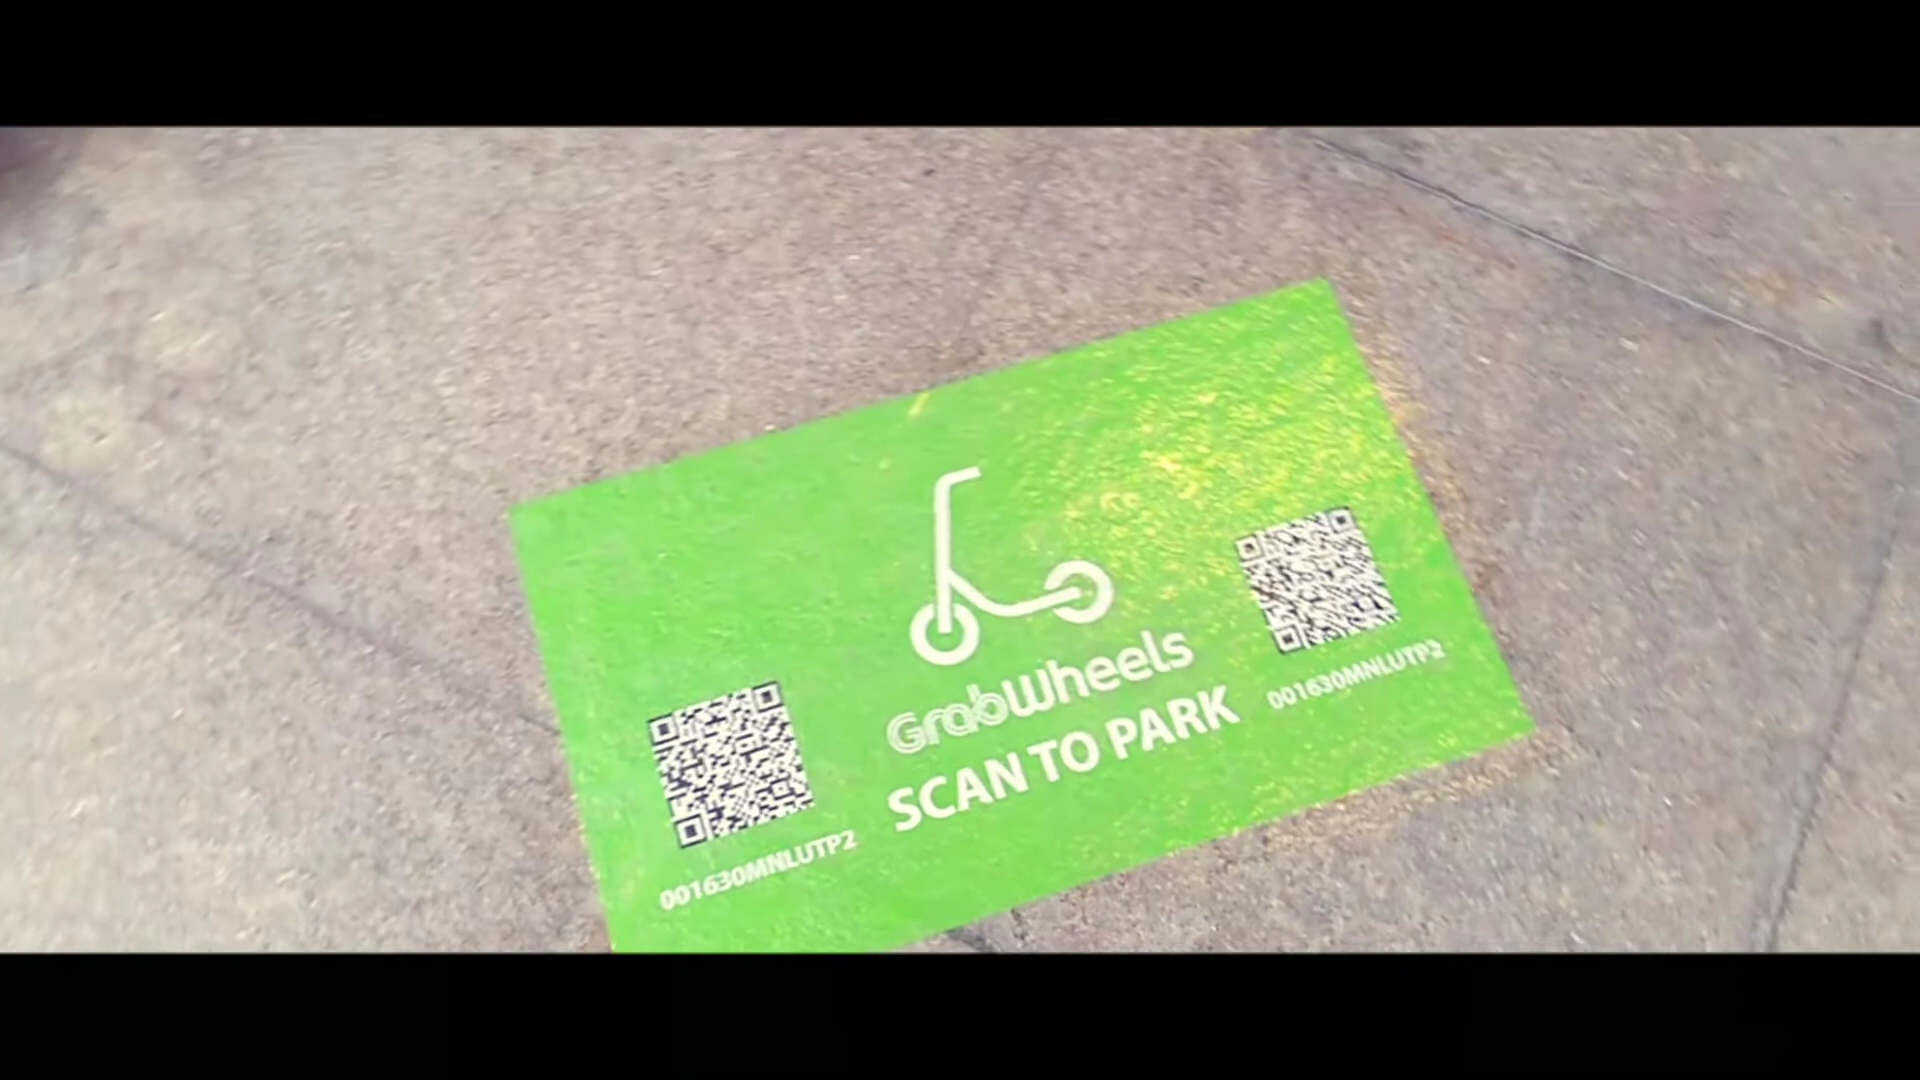 GrabWheels
SCAN TO PARK
001630MNLUTP2
001630MNLUTP2